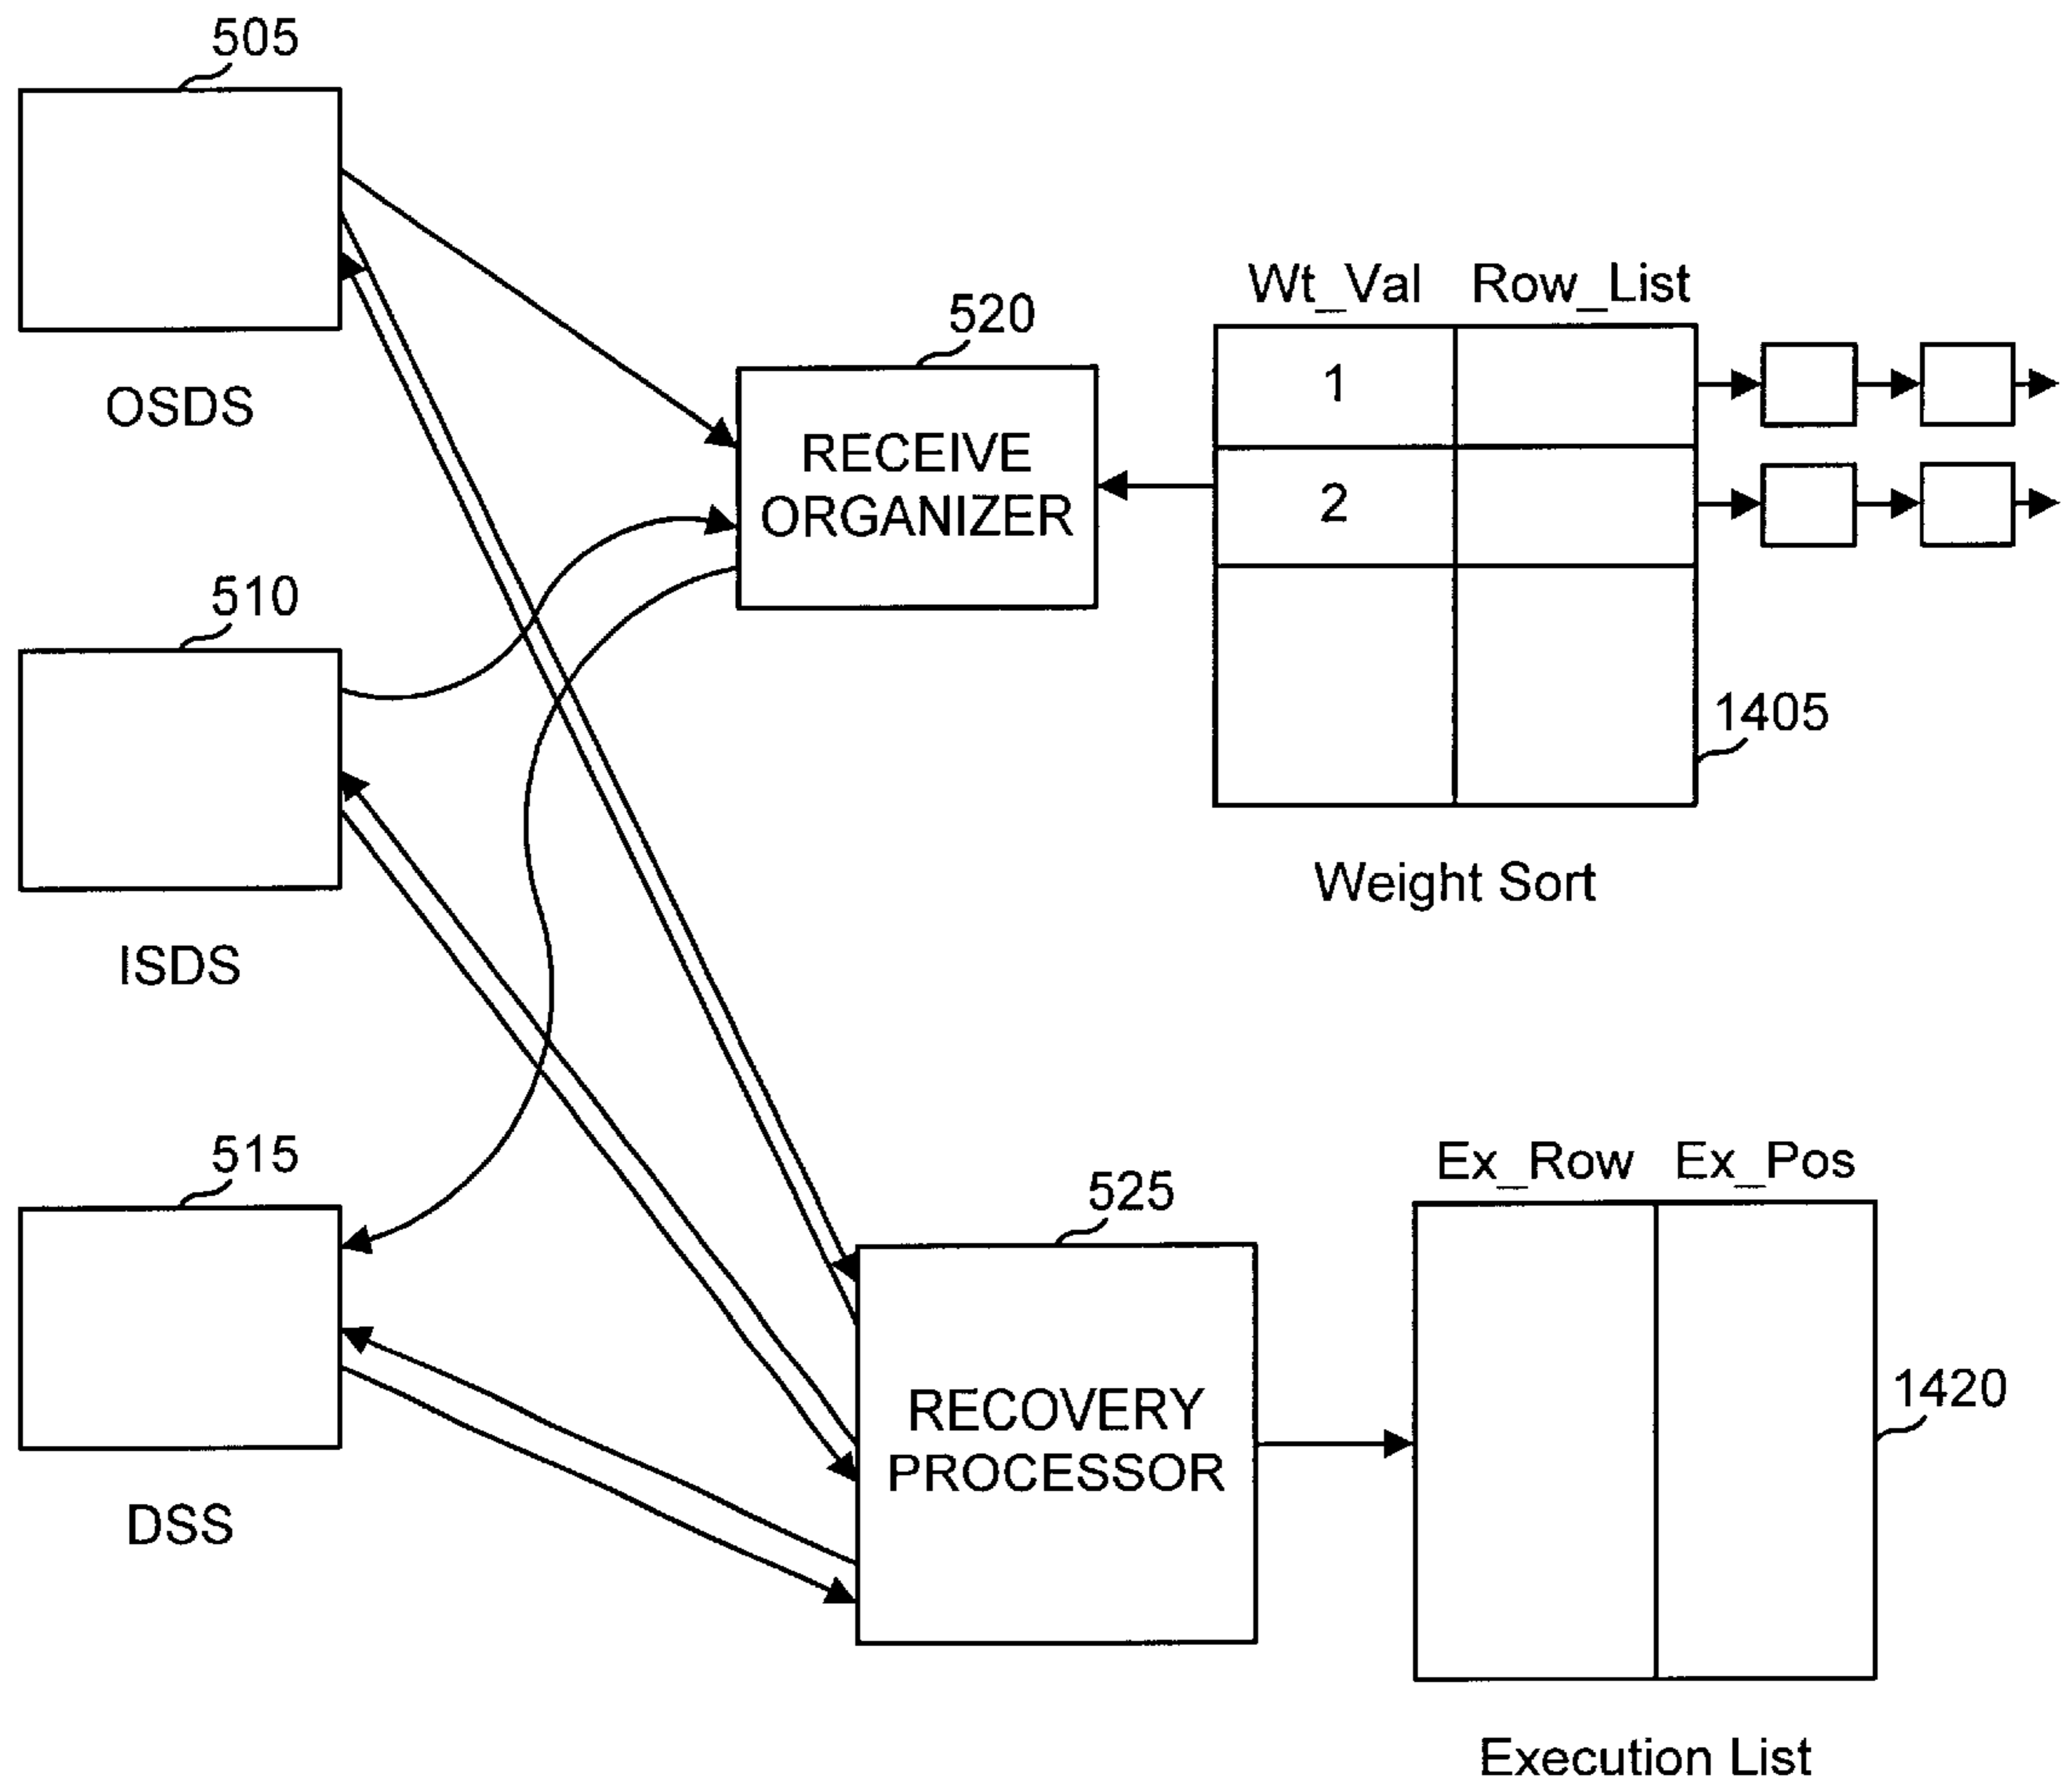 505
OSDS
520
RECEIVE
ORGANIZER
Wt_Val Row_List
1
2
1405
Weight Sort
510
ISDS
515
DSS
525
RECOVERY
PROCESSOR
Ex_Row Ex_Pos
1420
Execution List